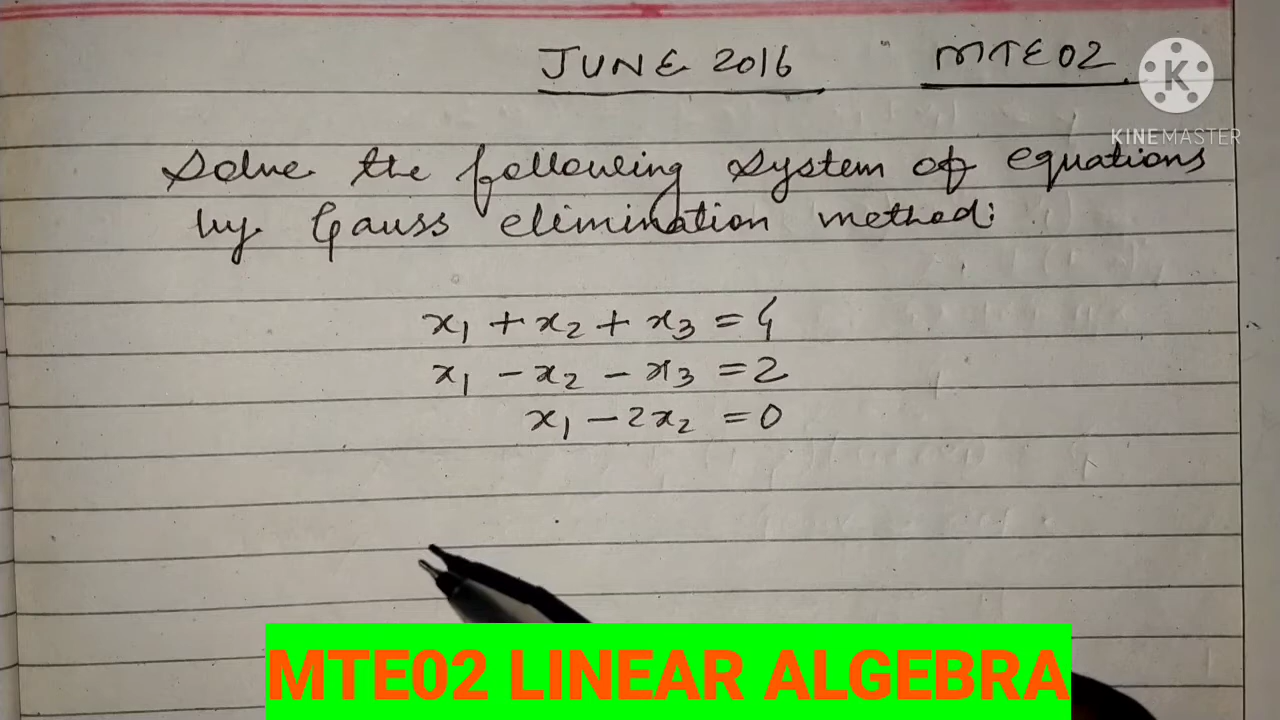 JUNE 2016 MTE02
K
KINEMASTER
Solve the following system of equations
by Gauss elimination method:
x₁ + x₂ + x₃ = 4
x₁ - x₂ - x₃ = 2
x₁ - 2x₂ = 0
MTE02 LINEAR ALGEBRA